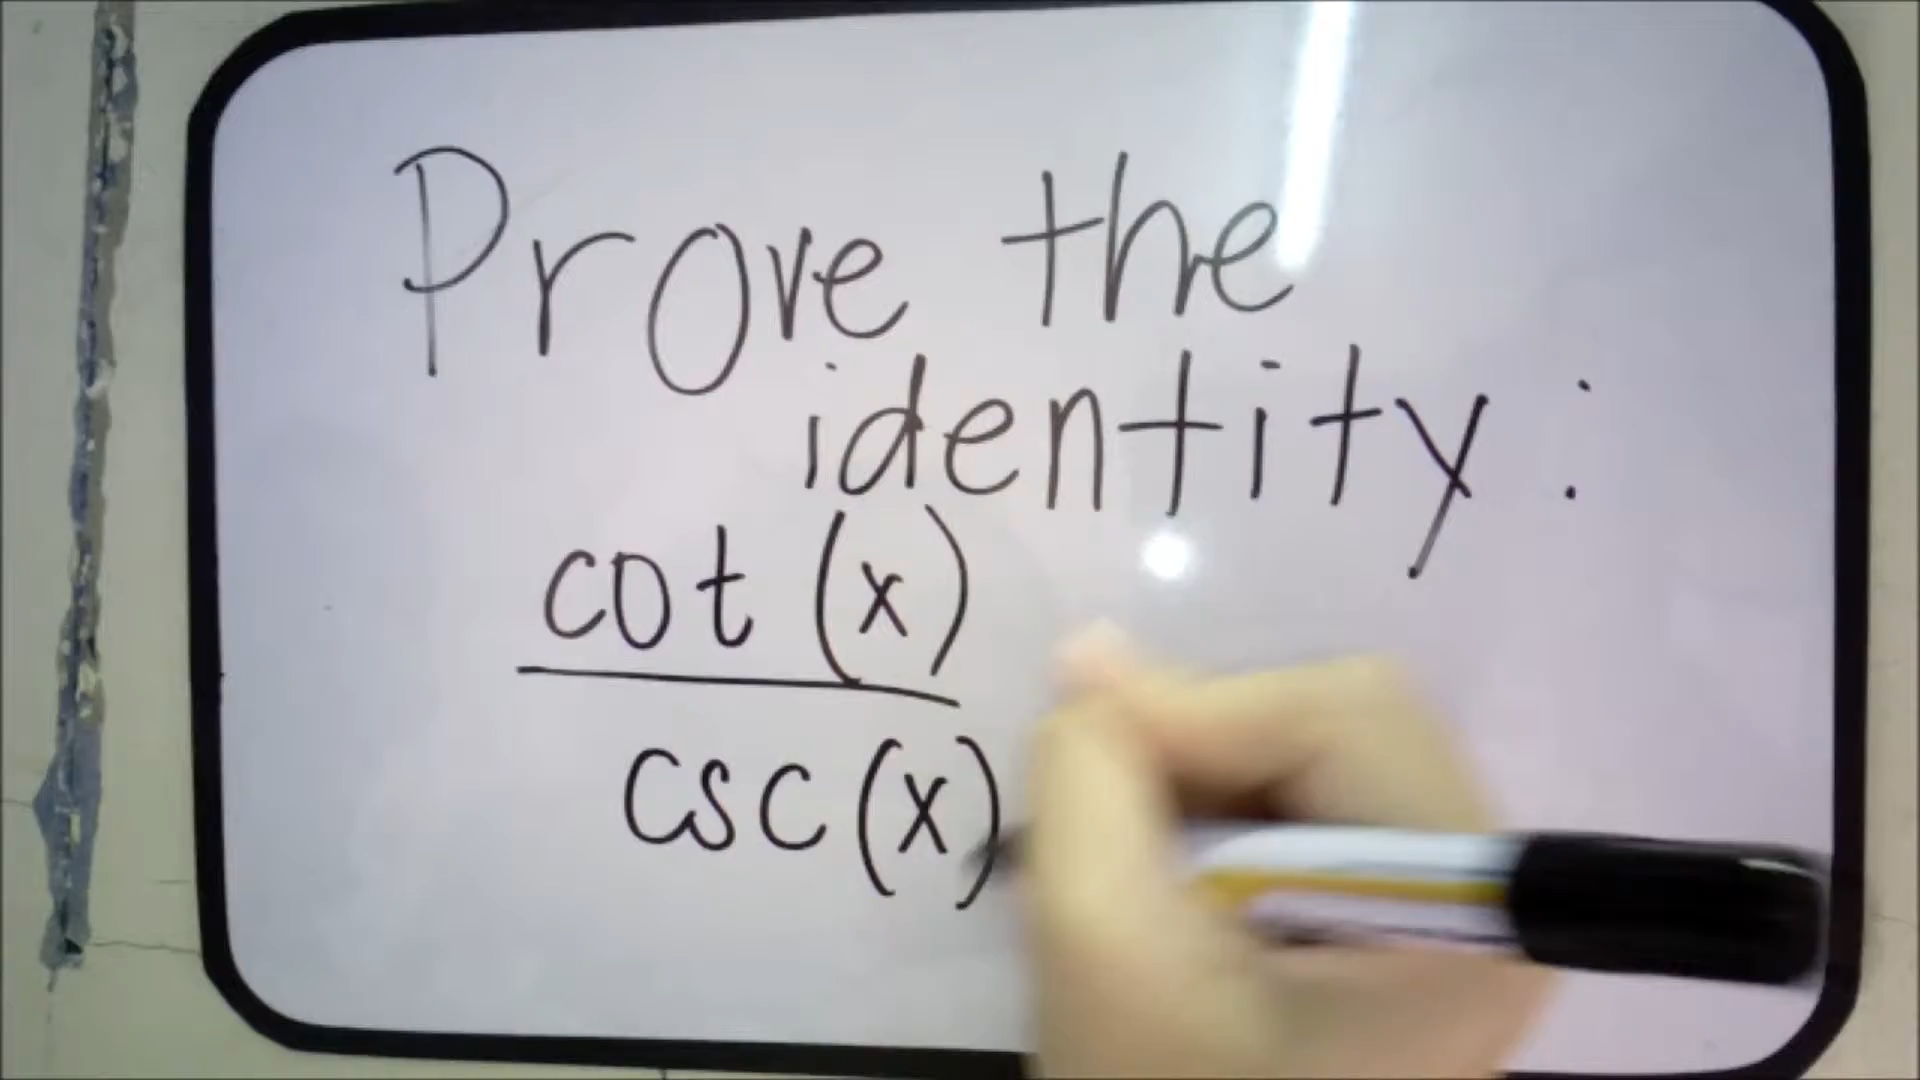 Prove the
identity:
cot (x)
csc (x)